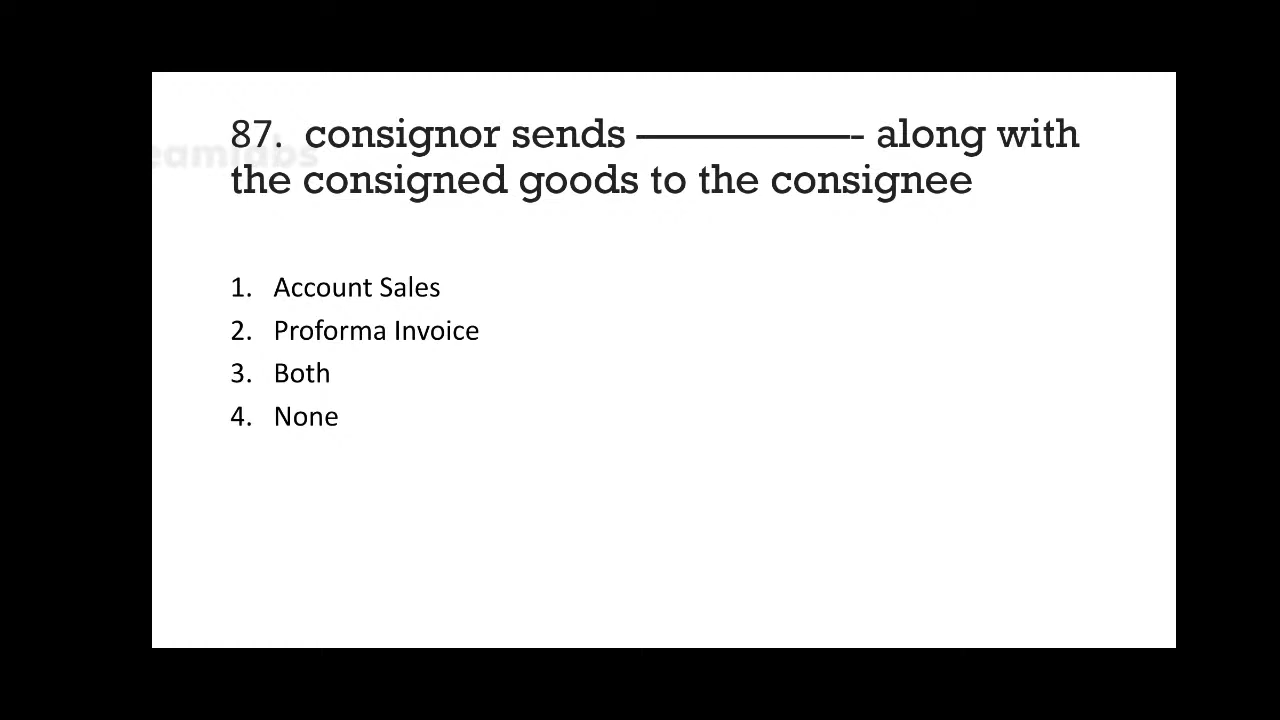 87. consignor sends —————- along with
the consigned goods to the consignee
1. Account Sales
2. Proforma Invoice
3. Both
4. None